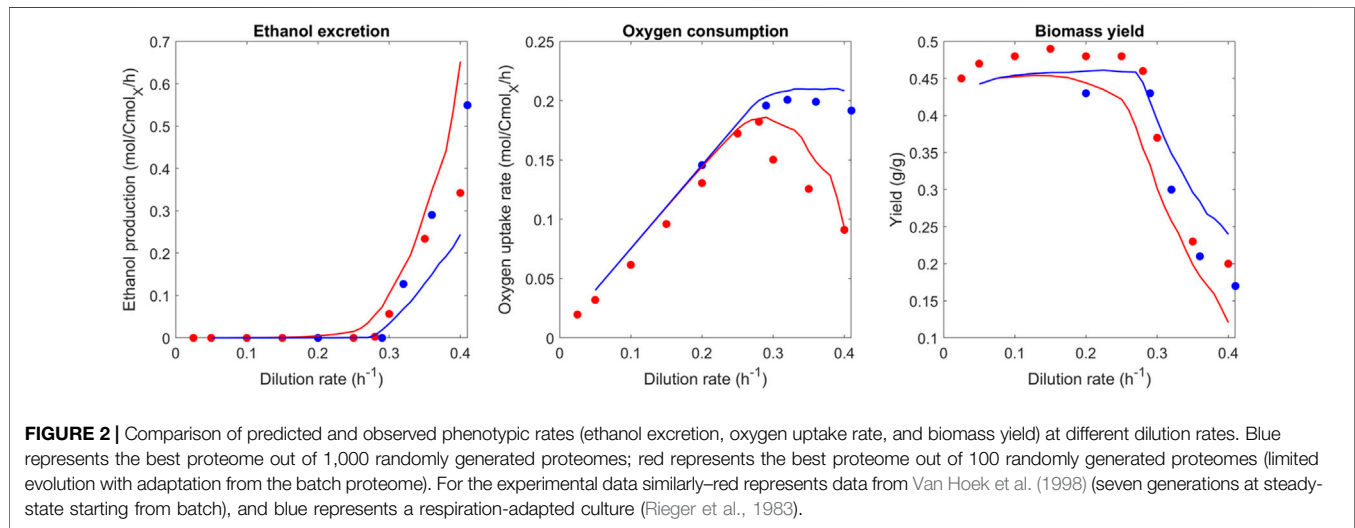 Ethanol excretion
Ethanol production (mol/Cmolₓ/h)
0.7
0.6
0.5
0.4
0.3
0.2
0.1
0
0 0.1 0.2 0.3 0.4
Dilution rate (h⁻¹)
Oxygen consumption
Oxygen uptake rate (mol/Cmolₓ/h)
0.25
0.2
0.15
0.1
0.05
0
0 0.1 0.2 0.3 0.4
Dilution rate (h⁻¹)
Biomass yield
Yield (g/g)
0.5
0.45
0.4
0.35
0.3
0.25
0.2
0.15
0.1
0 0.1 0.2 0.3 0.4
Dilution rate (h⁻¹)
FIGURE 2 | Comparison of predicted and observed phenotypic rates (ethanol excretion, oxygen uptake rate, and biomass yield) at different dilution rates. Blue
represents the best proteome out of 1,000 randomly generated proteomes; red represents the best proteome out of 100 randomly generated proteomes (limited
evolution with adaptation from the batch proteome). For the experimental data similarly–red represents data from Van Hoek et al. (1998) (seven generations at steady-
state starting from batch), and blue represents a respiration-adapted culture (Rieger et al., 1983).